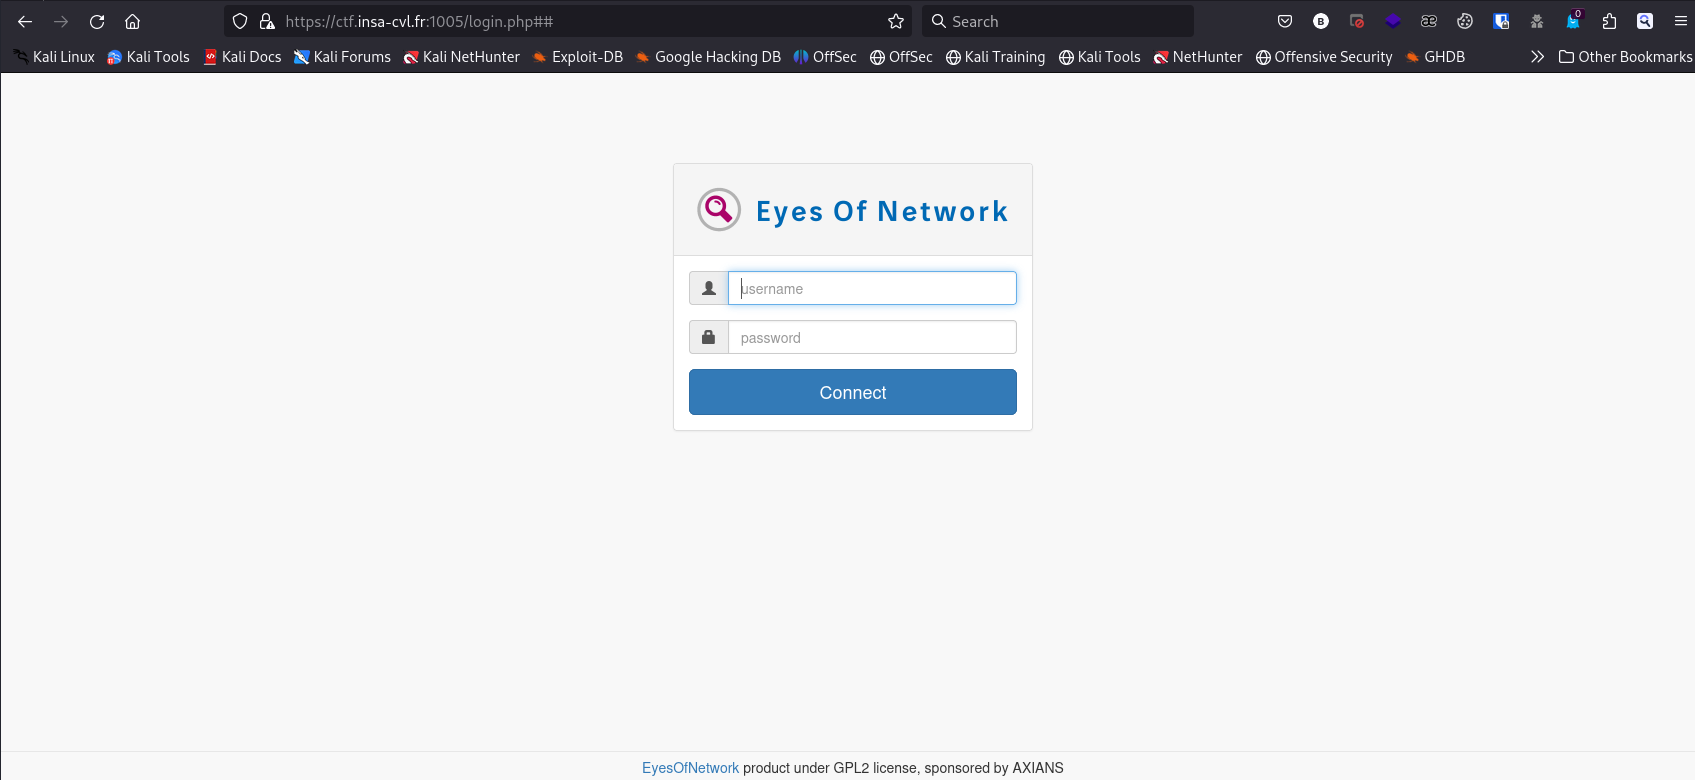 https://ctf.insa-cvl.fr:1005/login.php##
Search
0
Kali Linux Kali Tools Kali Docs Kali Forums Kali NetHunter Exploit-DB Google Hacking DB OffSec OffSec Kali Training Kali Tools NetHunter Offensive Security GHDB Other Bookmarks
Eyes Of Network
username
password
Connect
EyesOfNetwork product under GPL2 license, sponsored by AXIANS